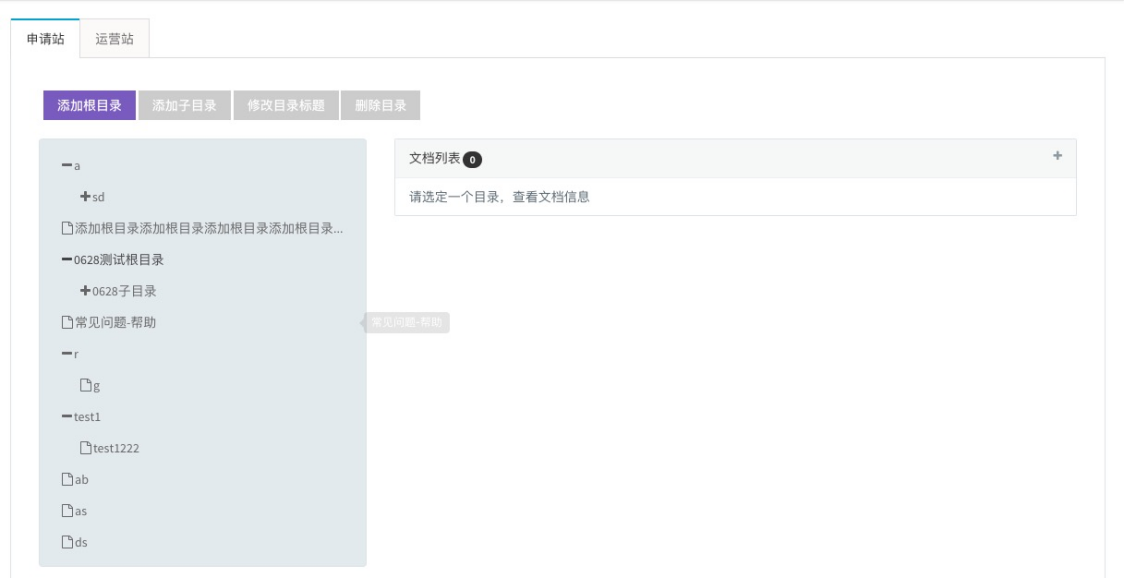 申请站 运营站
添加根目录 添加子目录 修改目录标题 删除目录
a
sd
添加根目录添加根目录添加根目录添加根目录...
0628测试根目录
0628子目录
常见问题-帮助
r
g
test1
test1222
ab
as
ds
文档列表 0
请选定一个目录，查看文档信息
常见问题-帮助